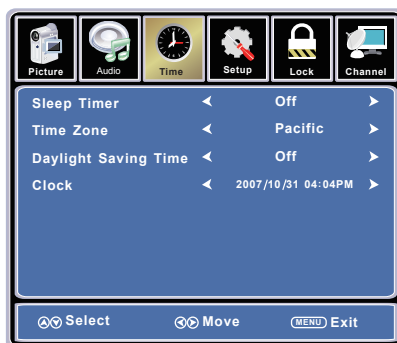 Picture Audio Time Setup Lock Channel
Sleep Timer Off
Time Zone Pacific
Daylight Saving Time Off
Clock 2007/10/31 04:04PM
Select Move MENU Exit